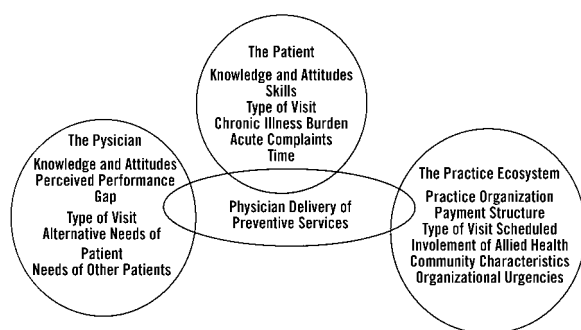 The Patient
Knowledge and Attitudes
Skills
Type of Visit
Chronic Illness Burden
Acute Complaints
Time
The Pysician
Knowledge and Attitudes
Perceived Performance
Gap
Type of Visit
Alternative Needs of
Patient
Needs of Other Patients
Physician Delivery of
Preventive Services
The Practice Ecosystem
Practice Organization
Payment Structure
Type of Visit Scheduled
Involement of Allied Health
Community Characteristics
Organizational Urgencies